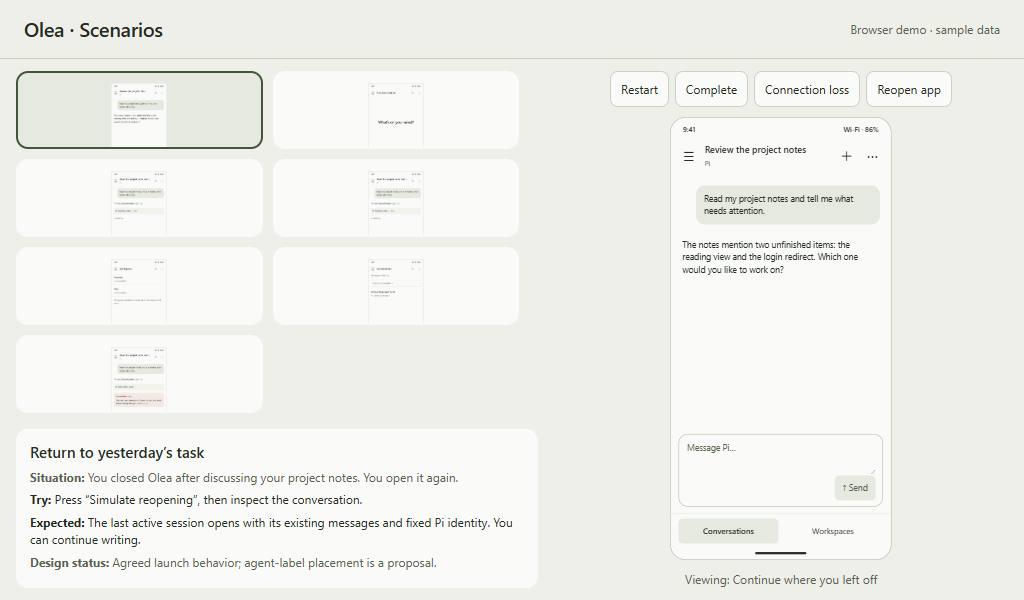 Olea · Scenarios
Browser demo · sample data
What's on your mind?
Restart
Complete
Connection loss
Reopen app
9:41
Wi-Fi · 86%
Review the project notes
Pi
Read my project notes and tell me what
needs attention.
The notes mention two unfinished items: the
reading view and the login redirect. Which one
would you like to work on?
Message Pi...
↑ Send
Conversations
Workspaces
Viewing: Continue where you left off
Return to yesterday's task
Situation: You closed Olea after discussing your project notes. You open it again.
Try: Press “Simulate reopening”, then inspect the conversation.
Expected: The last active session opens with its existing messages and fixed Pi identity. You
can continue writing.
Design status: Agreed launch behavior; agent-label placement is a proposal.